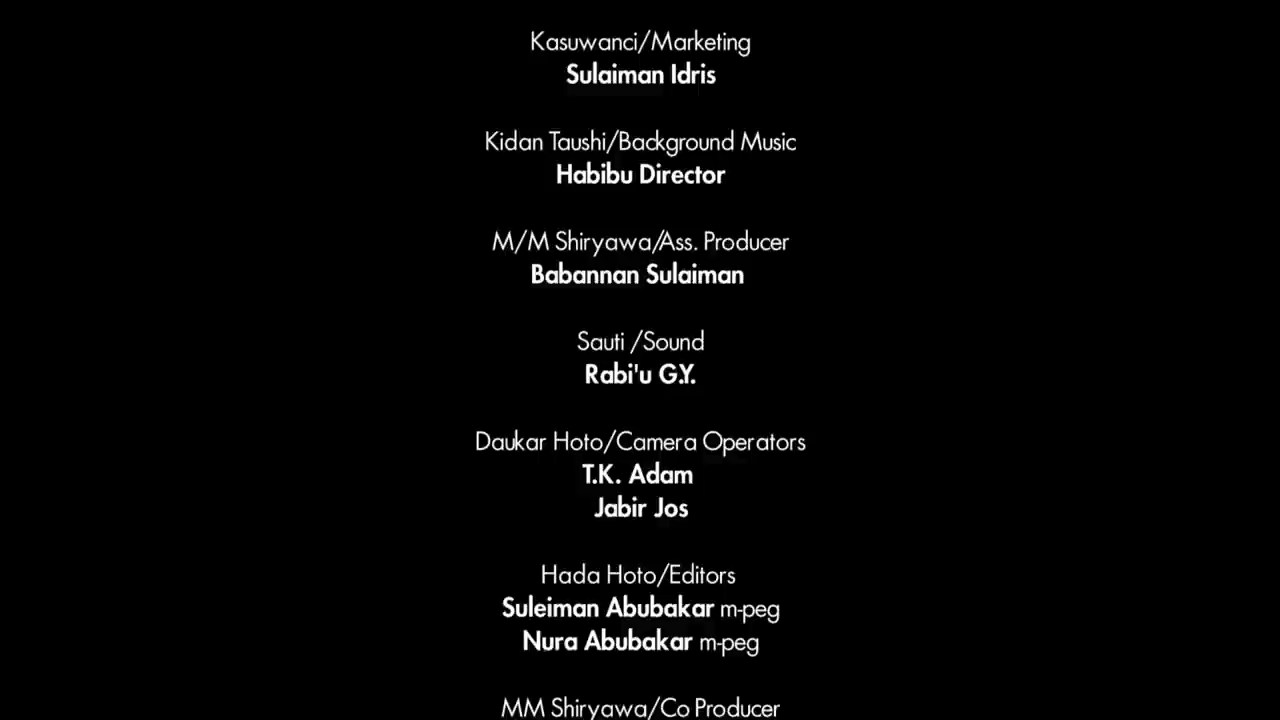 Kasuwanci/Marketing
Sulaiman Idris
Kidan Taushi/Background Music
Habibu Director
M/M Shiryawa/Ass. Producer
Babannan Sulaiman
Sauti /Sound
Rabi'u G.Y.
Daukar Hoto/Camera Operators
T.K. Adam
Jabir Jos
Hada Hoto/Editors
Suleiman Abubakar m-peg
Nura Abubakar m-peg
MM Shiryawa/Co Producer